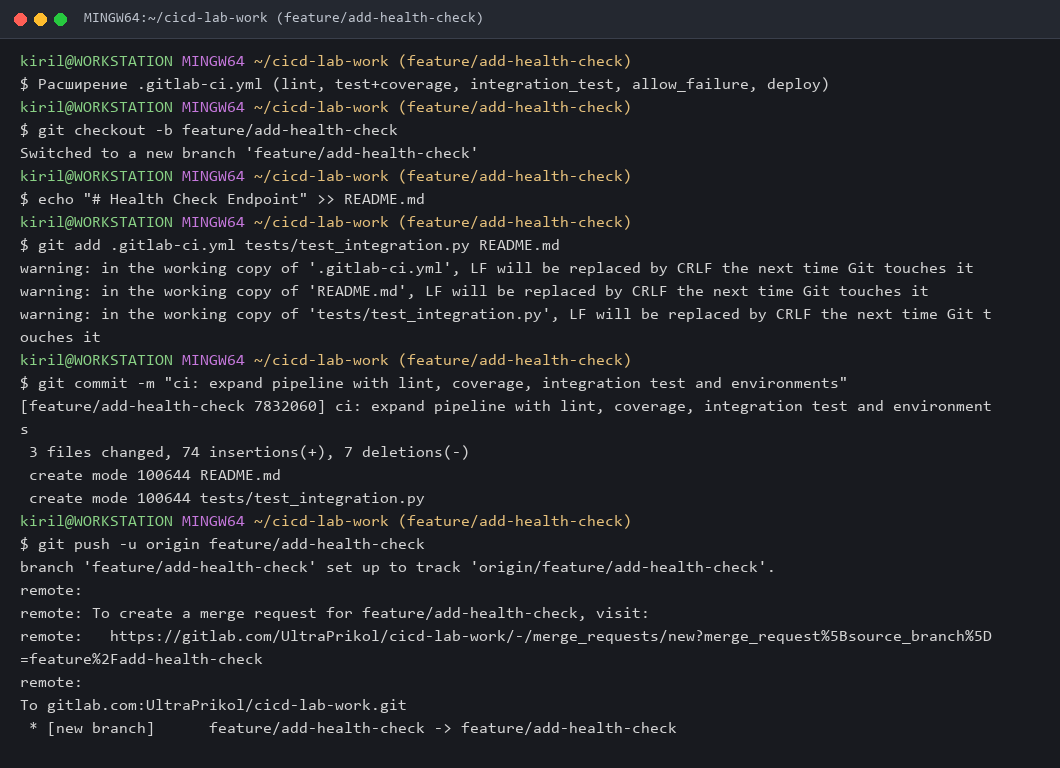 MINGW64:~/cicd-lab-work (feature/add-health-check)
kiril@WORKSTATION MINGW64 ~/cicd-lab-work (feature/add-health-check)
$ Расширение .gitlab-ci.yml (lint, test+coverage, integration_test, allow_failure, deploy)
kiril@WORKSTATION MINGW64 ~/cicd-lab-work (feature/add-health-check)
$ git checkout -b feature/add-health-check
Switched to a new branch 'feature/add-health-check'
kiril@WORKSTATION MINGW64 ~/cicd-lab-work (feature/add-health-check)
$ echo "# Health Check Endpoint" >> README.md
kiril@WORKSTATION MINGW64 ~/cicd-lab-work (feature/add-health-check)
$ git add .gitlab-ci.yml tests/test_integration.py README.md
warning: in the working copy of '.gitlab-ci.yml', LF will be replaced by CRLF the next time Git touches it
warning: in the working copy of 'README.md', LF will be replaced by CRLF the next time Git touches it
warning: in the working copy of 'tests/test_integration.py', LF will be replaced by CRLF the next time Git t
ouches it
kiril@WORKSTATION MINGW64 ~/cicd-lab-work (feature/add-health-check)
$ git commit -m "ci: expand pipeline with lint, coverage, integration test and environments"
[feature/add-health-check 7832060] ci: expand pipeline with lint, coverage, integration test and environment
s
 3 files changed, 74 insertions(+), 7 deletions(-)
 create mode 100644 README.md
 create mode 100644 tests/test_integration.py
kiril@WORKSTATION MINGW64 ~/cicd-lab-work (feature/add-health-check)
$ git push -u origin feature/add-health-check
branch 'feature/add-health-check' set up to track 'origin/feature/add-health-check'.
remote:
remote: To create a merge request for feature/add-health-check, visit:
remote:   https://gitlab.com/UltraPrikol/cicd-lab-work/-/merge_requests/new?merge_request%5Bsource_branch%5D
=feature%2Fadd-health-check
remote:
To gitlab.com:UltraPrikol/cicd-lab-work.git
 * [new branch]      feature/add-health-check -> feature/add-health-check